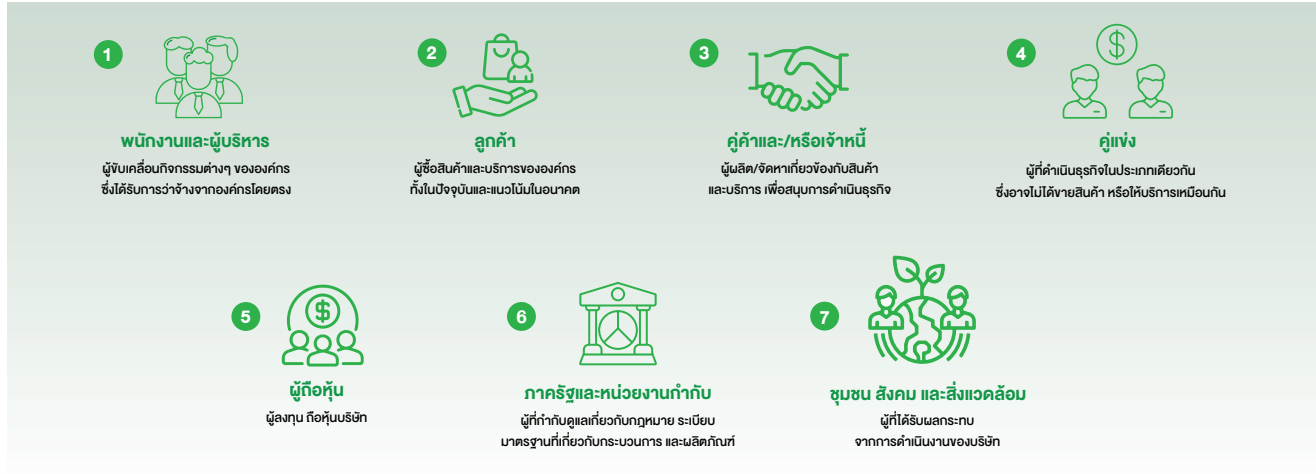 1
พนักงานและผู้บริหาร
ผู้ขับเคลื่อนกิจกรรมต่างๆ ขององค์กร
ซึ่งได้รับการว่าจ้างจากองค์กรโดยตรง
2
ลูกค้า
ผู้ซื้อสินค้าและบริการขององค์กร
ทั้งในปัจจุบันและแนวโน้มในอนาคต
3
คู่ค้าและ/หรือเจ้าหนี้
ผู้ผลิต/จัดหาเกี่ยวข้องกับสินค้า
และบริการ เพื่อสนุบการดำเนินธุรกิจ
4
$
คู่แข่ง
ผู้ที่ดำเนินธุรกิจในประเภทเดียวกัน
ซึ่งอาจไม่ได้ขายสินค้า หรือให้บริการเหมือนกัน
5
$
ผู้ถือหุ้น
ผู้ลงทุน ถือหุ้นบริษัท
6
ภาครัฐและหน่วยงานกำกับ
ผู้ที่กำกับดูแลเกี่ยวกับกฎหมาย ระเบียบ
มาตรฐานที่เกี่ยวกับกระบวนการ และผลิตภัณฑ์
7
ชุมชน สังคม และสิ่งแวดล้อม
ผู้ที่ได้รับผลกระทบ
จากการดำเนินงานของบริษัท